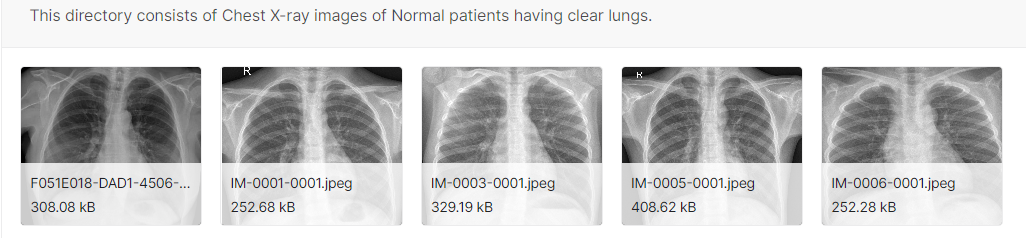 This directory consists of Chest X-ray images of Normal patients having clear lungs.
R
R
F051E018-DAD1-4506-...
308.08 kB
IM-0001-0001.jpeg
252.68 kB
IM-0003-0001.jpeg
329.19 kB
IM-0005-0001.jpeg
408.62 kB
IM-0006-0001.jpeg
252.28 kB